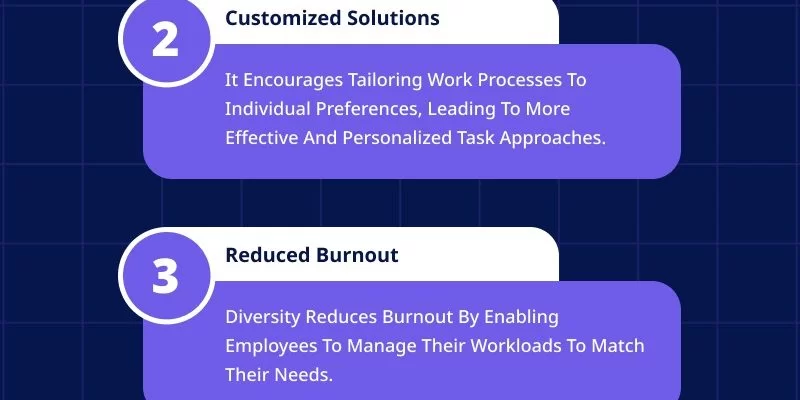 2
Customized Solutions
It Encourages Tailoring Work Processes To
Individual Preferences, Leading To More
Effective And Personalized Task Approaches.
3
Reduced Burnout
Diversity Reduces Burnout By Enabling
Employees To Manage Their Workloads To Match
Their Needs.